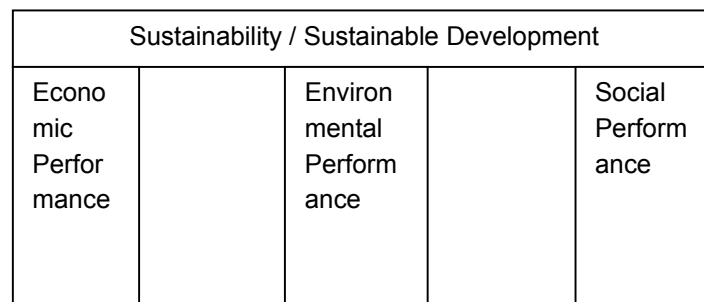 Sustainability / Sustainable Development
Econo
mic
Perfor
mance
Environ
mental
Perform
ance
Social
Perform
ance